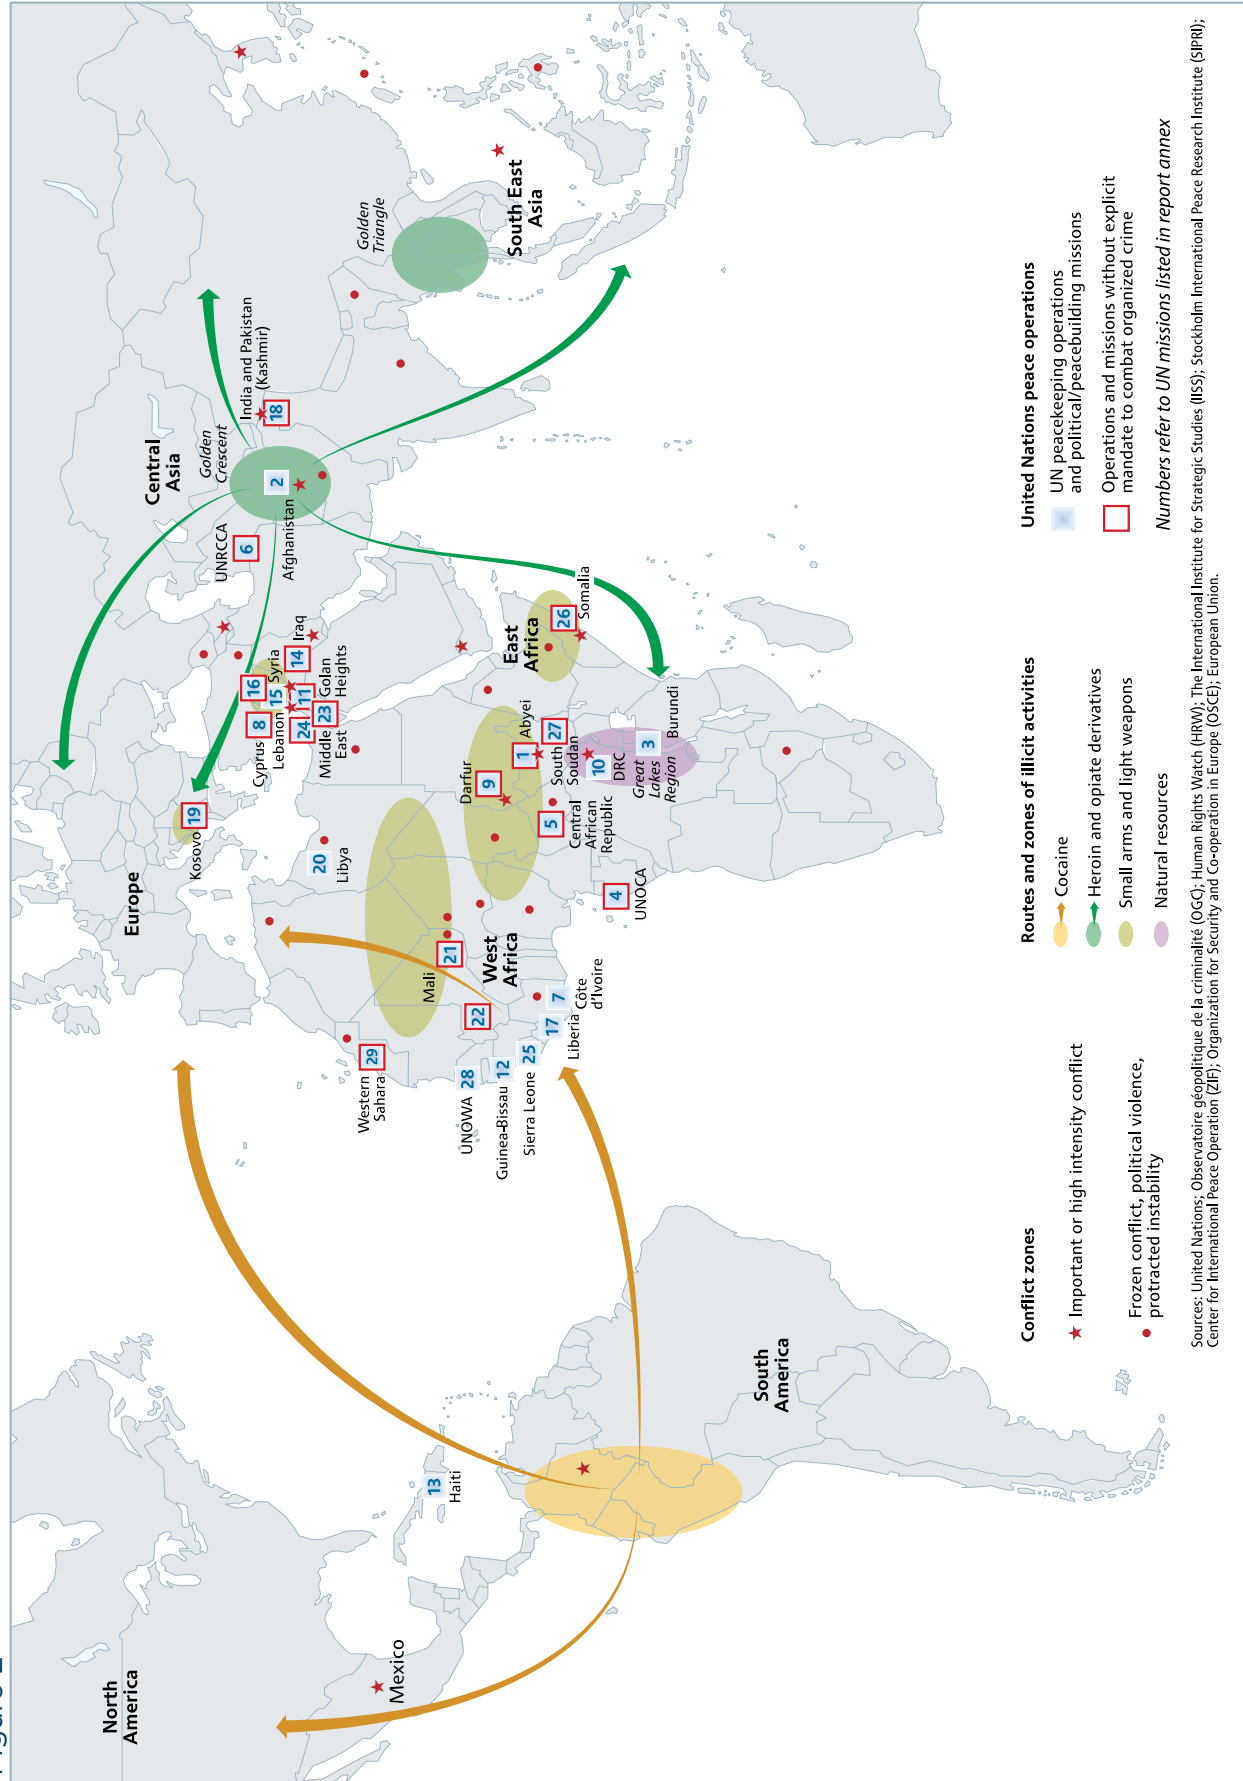 Figure 2
North
America
Mexico
13
Haiti
South
America
Europe
Kosovo
19
Western
Sahara
29
UNOWA
28
Guinea-Bissau
12
Sierra Leone
25
Liberia
17
Côte
d'Ivoire
7
22
Mali
21
West
Africa
20
Libya
UNOCA
4
Central
African
Republic
5
Darfur
9
Abyei
1
South
Soudan
27
10
DRC
Great
Lakes
Region
3
Burundi
East
Africa
26
Somalia
Cyprus
8
Lebanon
15
16
Syria
14
Iraq
11
Golan
Heights
24
23
Middle
East
UNRCCA
6
Central
Asia
Golden
Crescent
2
Afghanistan
India and Pakistan
(Kashmir)
18
Golden
Triangle
South East
Asia
Conflict zones
Important or high intensity conflict
Frozen conflict, political violence,
protracted instability
Routes and zones of illicit activities
Cocaine
Heroin and opiate derivatives
Small arms and light weapons
Natural resources
United Nations peace operations
UN peacekeeping operations
and political/peacebuilding missions
Operations and missions without explicit
mandate to combat organized crime
Numbers refer to UN missions listed in report annex
Sources: United Nations; Observatoire géopolitique de la criminalité (OGC); Human Rights Watch (HRW); The International Institute for Strategic Studies (IISS); Stockholm International Peace Research Institute (SIPRI);
Center for International Peace Operation (ZIF); Organization for Security and Co-operation in Europe (OSCE); European Union.